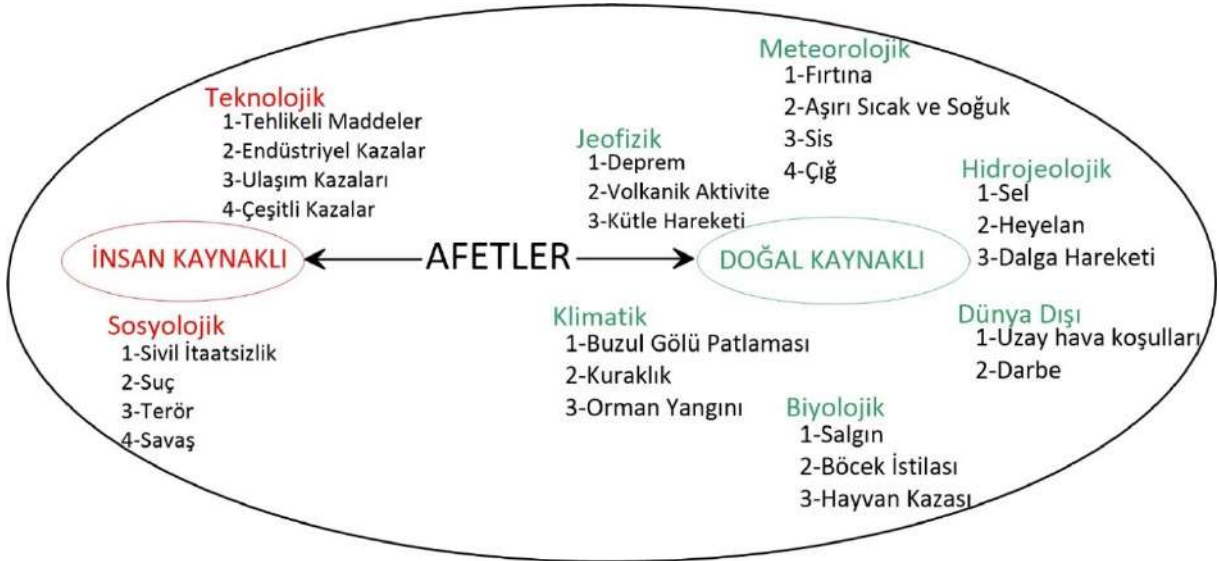 Teknolojik
1-Tehlikeli Maddeler
2-Endüstriyel Kazalar
3-Ulaşım Kazaları
4-Çeşitli Kazalar
İNSAN KAYNAKLI
Sosyolojik
1-Sivil İtaatsizlik
2-Suç
3-Terör
4-Savaş
AFETLER
Jeofizik
1-Deprem
2-Volkanik Aktivite
3-Kütle Hareketi
Meteorolojik
1-Fırtına
2-Aşırı Sıcak ve Soğuk
3-Sis
4-Çığ
Hidrojeolojik
1-Sel
2-Heyelan
3-Dalga Hareketi
DOĞAL KAYNAKLI
Klimatik
1-Buzul Gölü Patlaması
2-Kuraklık
3-Orman Yangını
Dünya Dışı
1-Uzay hava koşulları
2-Darbe
Biyolojik
1-Salgın
2-Böcek İstilası
3-Hayvan Kazası